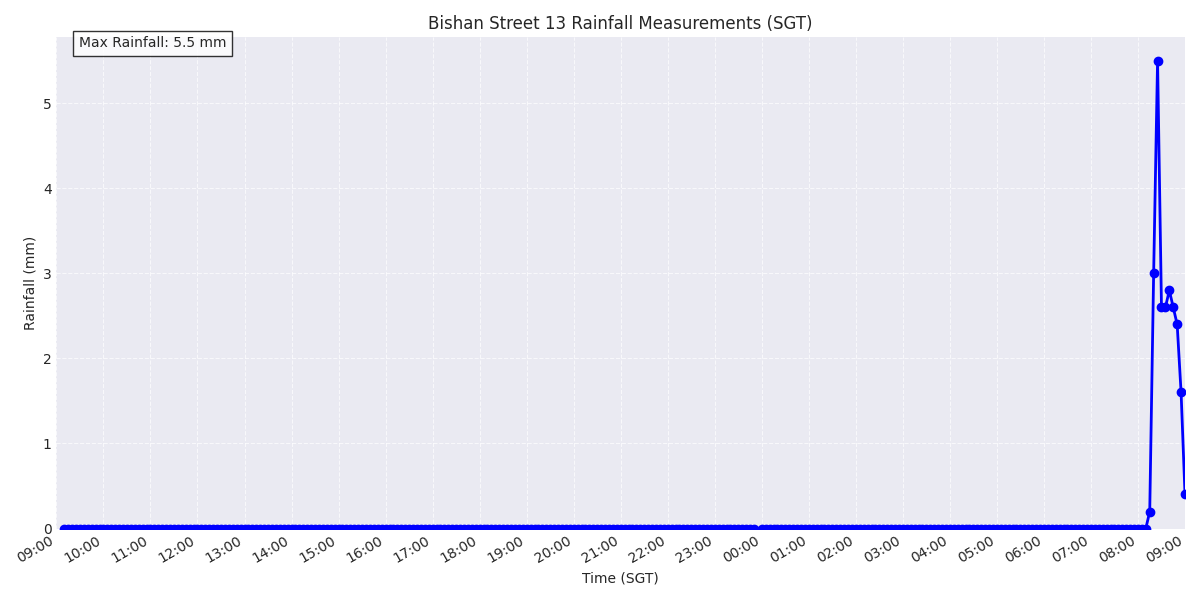 Bishan Street 13 Rainfall Measurements (SGT)
Max Rainfall: 5.5 mm
Rainfall (mm)
5
4
3
2
1
0
09:00 10:00 11:00 12:00 13:00 14:00 15:00 16:00 17:00 18:00 19:00 20:00 21:00 22:00 23:00 00:00 01:00 02:00 03:00 04:00 05:00 06:00 07:00 08:00 09:00
Time (SGT)